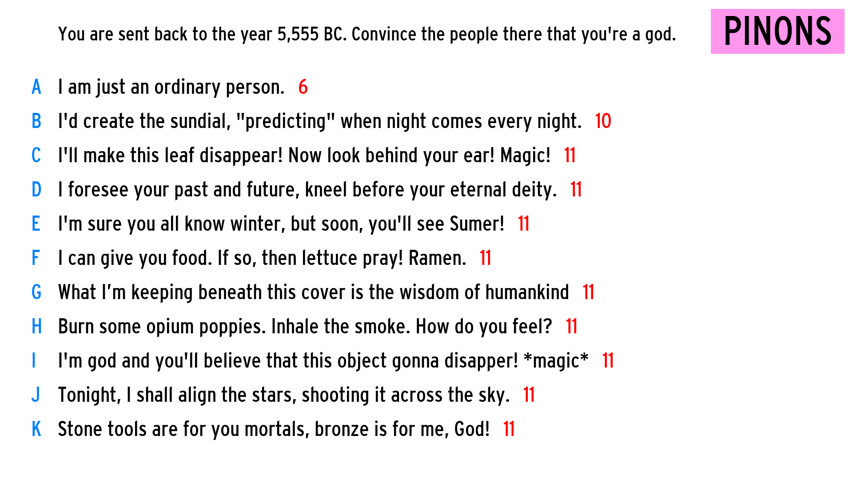 You are sent back to the year 5,555 BC. Convince the people there that you're a god.
PINONS
A I am just an ordinary person. 6
B I'd create the sundial, "predicting" when night comes every night. 10
C I'll make this leaf disappear! Now look behind your ear! Magic! 11
D I foresee your past and future, kneel before your eternal deity. 11
E I'm sure you all know winter, but soon, you'll see Sumer! 11
F I can give you food. If so, then lettuce pray! Ramen. 11
G What I’m keeping beneath this cover is the wisdom of humankind 11
H Burn some opium poppies. Inhale the smoke. How do you feel? 11
I I'm god and you'll believe that this object gonna disapper! *magic* 11
J Tonight, I shall align the stars, shooting it across the sky. 11
K Stone tools are for you mortals, bronze is for me, God! 11